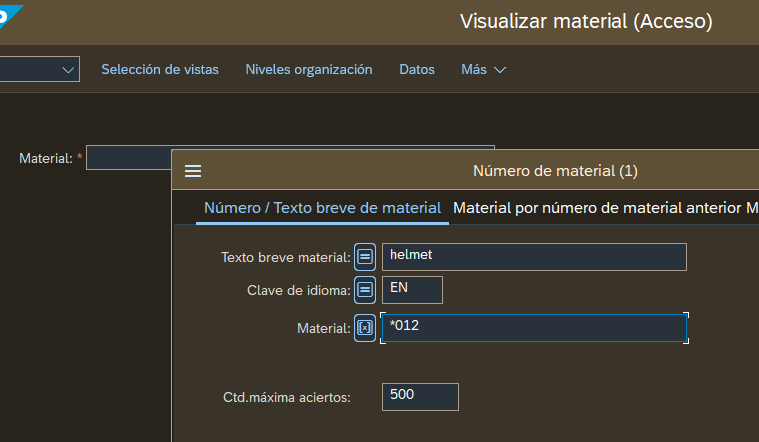 Visualizar material (Acceso)
Selección de vistas Niveles organización Datos Más
Material: *
Número de material (1)
Número / Texto breve de material Material por número de material anterior M
Texto breve material: helmet
Clave de idioma: EN
Material: *012
Ctd.máxima aciertos: 500